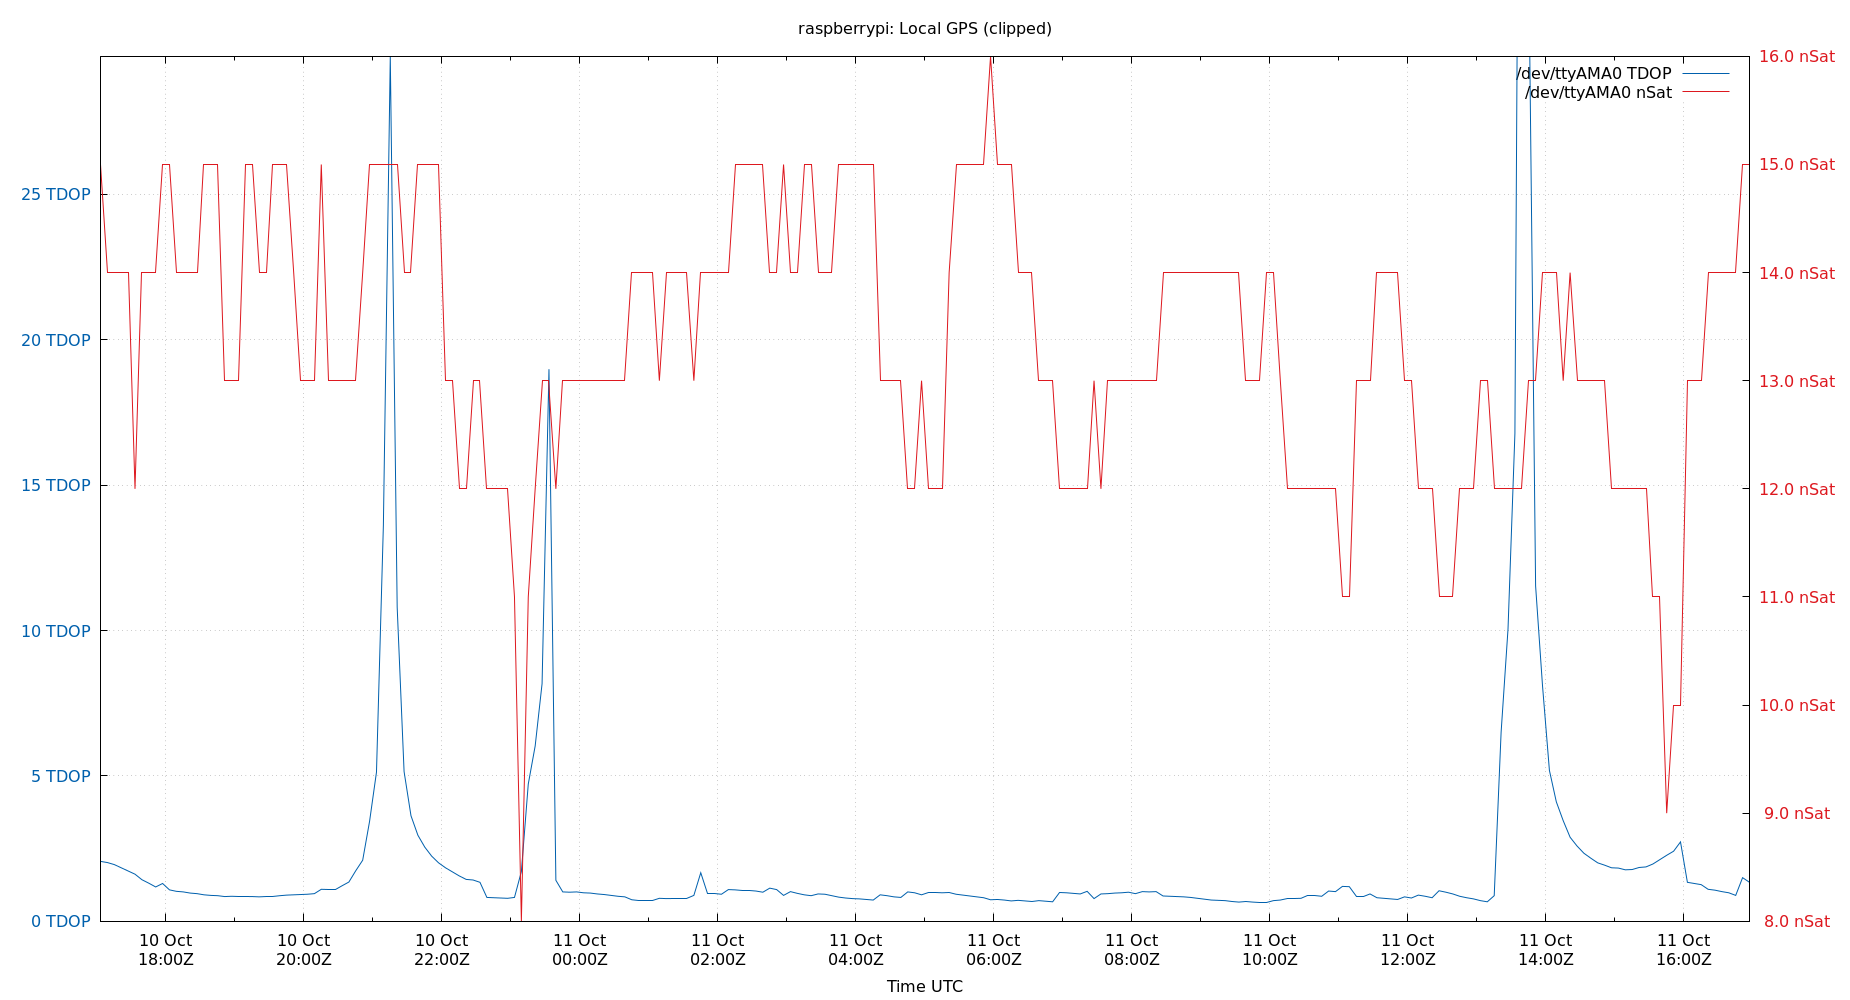 raspberrypi: Local GPS (clipped)
/dev/ttyAMA0 TDOP
/dev/ttyAMA0 nSat
25 TDOP
20 TDOP
15 TDOP
10 TDOP
5 TDOP
0 TDOP
16.0 nSat
15.0 nSat
14.0 nSat
13.0 nSat
12.0 nSat
11.0 nSat
10.0 nSat
9.0 nSat
8.0 nSat
10 Oct 10 Oct 10 Oct 11 Oct 11 Oct 11 Oct 11 Oct 11 Oct 11 Oct 11 Oct 11 Oct 11 Oct
18:00Z 20:00Z 22:00Z 00:00Z 02:00Z 04:00Z 06:00Z 08:00Z 10:00Z 12:00Z 14:00Z 16:00Z
Time UTC